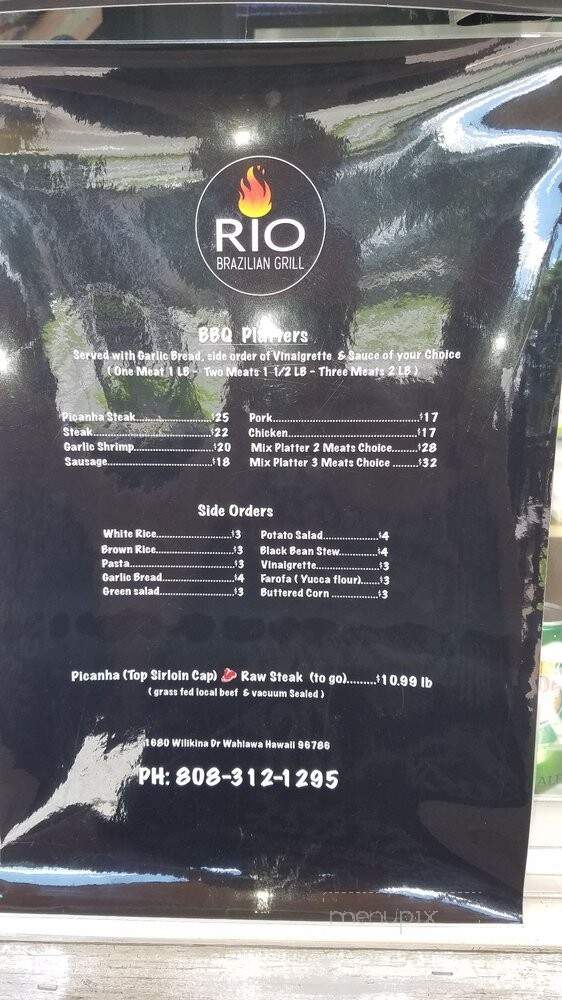 RIO
BRAZILIAN GRILL
BBQ Platters
Served with Garlic Bread, side order of Vinaigrette & Sauce of your Choice
( One Meat 1 LB - Two Meats 1 1/2 LB - Three Meats 2 LB )
Picanha Steak...........................$25
Steak...........................$22
Garlic Shrimp...........................$20
Sausage...........................$18
Pork...........................$17
Chicken...........................$17
Mix Platter 2 Meats Choice.......$28
Mix Platter 3 Meats Choice .......$32
Side Orders
White Rice...........................$3
Brown Rice...........................$3
Pasta...........................$3
Garlic Bread...........................$4
Green salad...........................$3
Potato Salad...............$4
Black Bean Stew..........$4
Vinaigrette...............$3
Farofa ( Yucca flour).....$3
Buttered Corn ............$3
Picanha (Top Sirloin Cap) Raw Steak (to go).........$10.99 lb
( grass fed local beef & vacuum Sealed )
1680 Wilikina Dr Wahiawa Hawaii 96786
PH: 808-312-1295
menupix